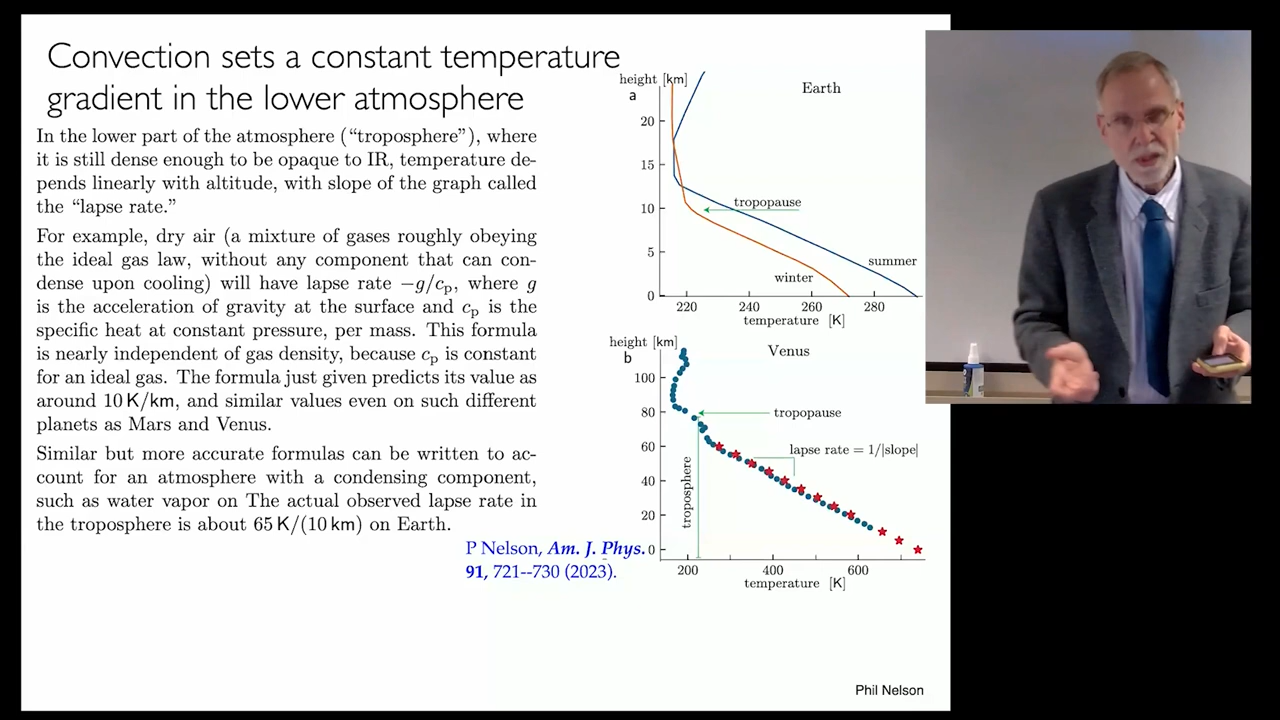 Convection sets a constant temperature
gradient in the lower atmosphere
In the lower part of the atmosphere (“troposphere”), where
it is still dense enough to be opaque to IR, temperature de-
pends linearly with altitude, with slope of the graph called
the “lapse rate.”
For example, dry air (a mixture of gases roughly obeying
the ideal gas law, without any component that can con-
dense upon cooling) will have lapse rate −g/cp, where g
is the acceleration of gravity at the surface and cp is the
specific heat at constant pressure, per mass. This formula
is nearly independent of gas density, because cp is constant
for an ideal gas. The formula just given predicts its value as
around 10 K/km, and similar values even on such different
planets as Mars and Venus.
Similar but more accurate formulas can be written to ac-
count for an atmosphere with a condensing component,
such as water vapor on The actual observed lapse rate in
the troposphere is about 65 K/(10 km) on Earth.
P Nelson, Am. J. Phys.
91, 721--730 (2023).
height [km]
a
Earth
20
15
10
5
0
tropopause
summer
winter
220
240
260
280
temperature [K]
height [km]
b
Venus
100
80
60
40
20
0
tropopause
lapse rate = 1/|slope|
troposphere
200
400
600
temperature [K]
Phil Nelson